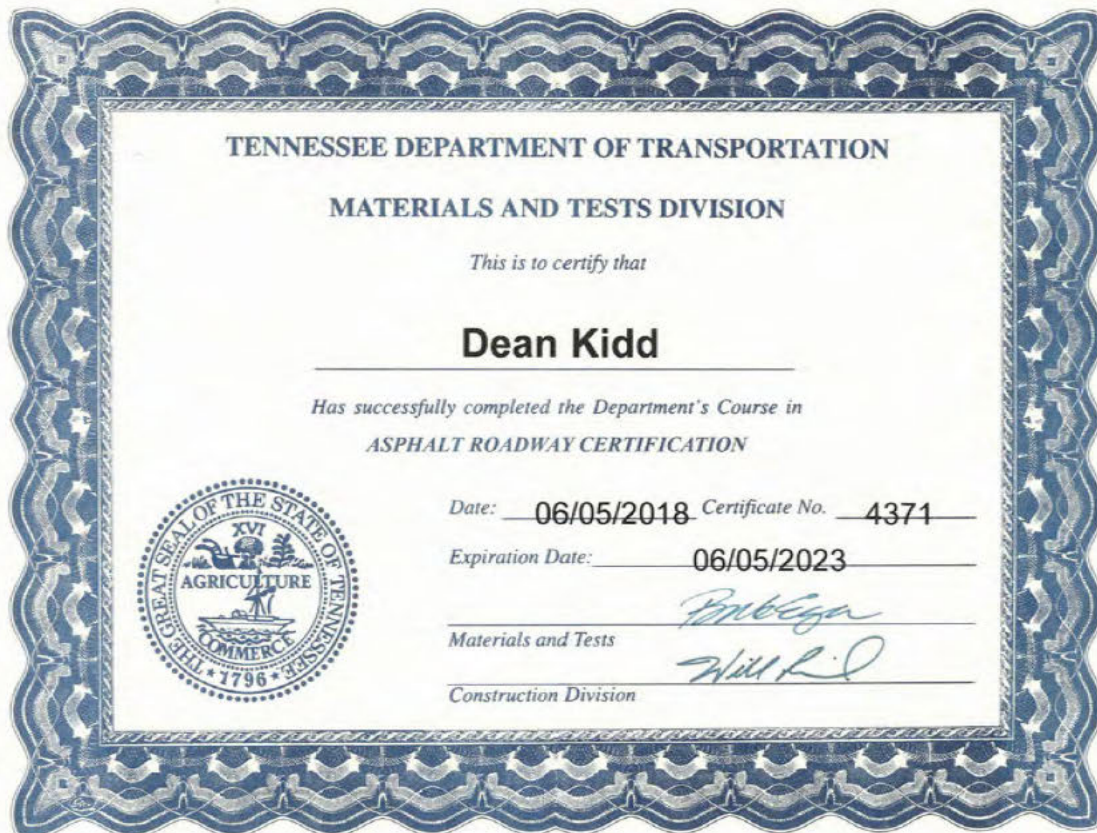 TENNESSEE DEPARTMENT OF TRANSPORTATION
MATERIALS AND TESTS DIVISION
This is to certify that
Dean Kidd
Has successfully completed the Department's Course in
ASPHALT ROADWAY CERTIFICATION
THE GREAT SEAL OF THE STATE OF TENNESSEE
XVI
AGRICULTURE
COMMERCE
1796
Date: 06/05/2018 Certificate No. 4371
Expiration Date: 06/05/2023
Materials and Tests
Construction Division